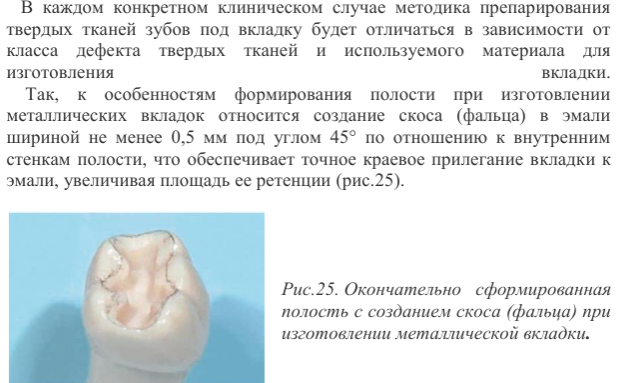 В каждом конкретном клиническом случае методика препарирования
твердых тканей зубов под вкладку будет отличаться в зависимости от
класса дефекта твердых тканей и используемого материала для
изготовления вкладки.
Так, к особенностям формирования полости при изготовлении
металлических вкладок относится создание скоса (фальца) в эмали
шириной не менее 0,5 мм под углом 45° по отношению к внутренним
стенкам полости, что обеспечивает точное краевое прилегание вкладки к
эмали, увеличивая площадь ее ретенции (рис.25).
Рис.25. Окончательно сформированная
полость с созданием скоса (фальца) при
изготовлении металлической вкладки.